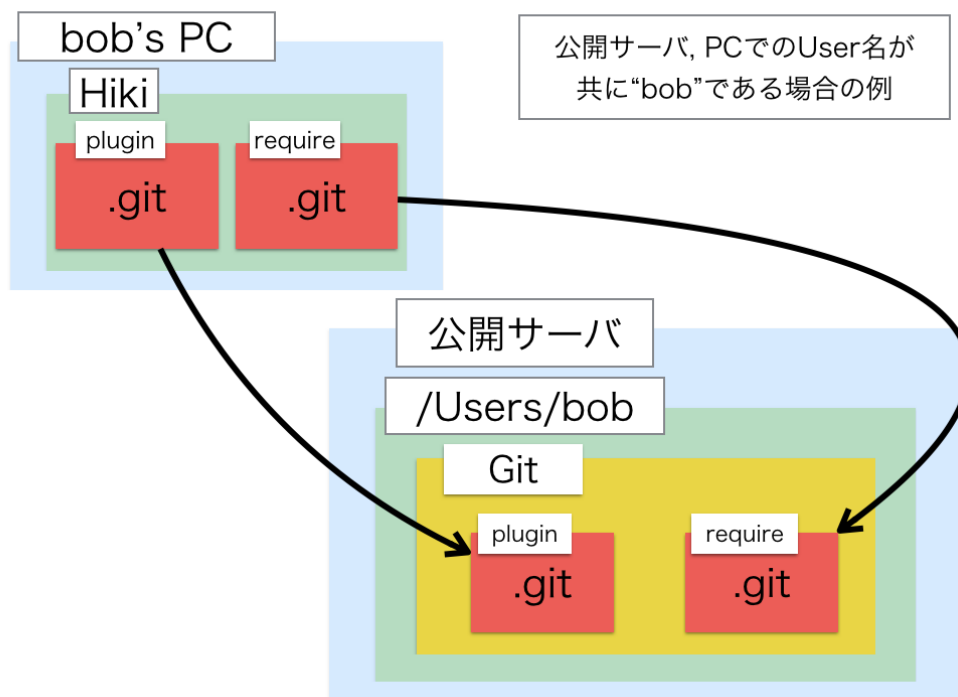 bob’s PC
Hiki
plugin
.git
require
.git
公開サーバ, PCでのUser名が
共に“bob”である場合の例
公開サーバ
/Users/bob
Git
plugin
.git
require
.git